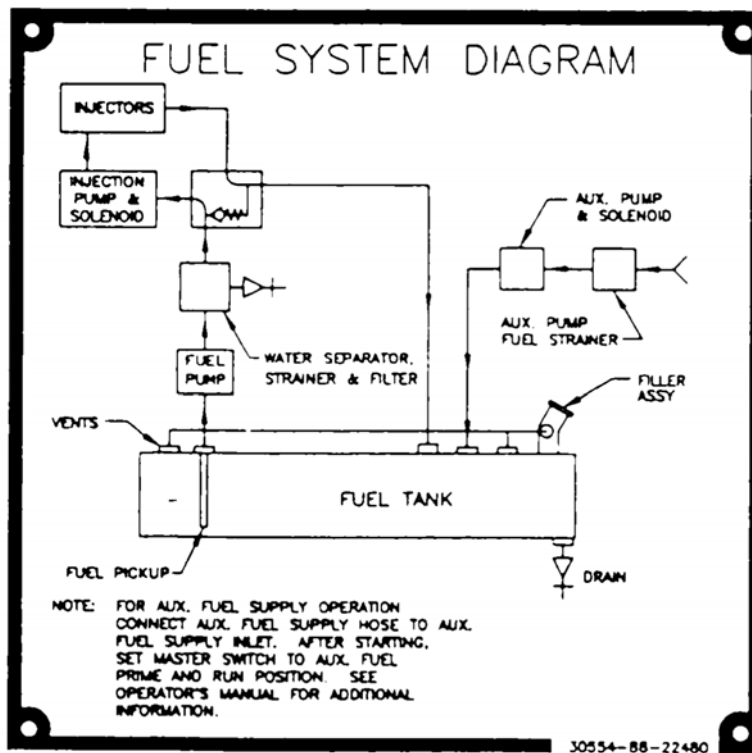 FUEL SYSTEM DIAGRAM
INJECTORS
INJECTION
PUMP &
SOLENOID
AUX. PUMP
& SOLENOID
AUX. PUMP
FUEL STRAINER
FUEL
PUMP
WATER SEPARATOR,
STRAINER & FILTER
FILLER
ASSY
VENTS
FUEL TANK
FUEL PICKUP
DRAIN
NOTE: FOR AUX. FUEL SUPPLY OPERATION
CONNECT AUX. FUEL SUPPLY HOSE TO AUX.
FUEL SUPPLY INLET. AFTER STARTING,
SET MASTER SWITCH TO AUX. FUEL
PRIME AND RUN POSITION. SEE
OPERATOR'S MANUAL FOR ADDITIONAL
INFORMATION.
30554-88-22480